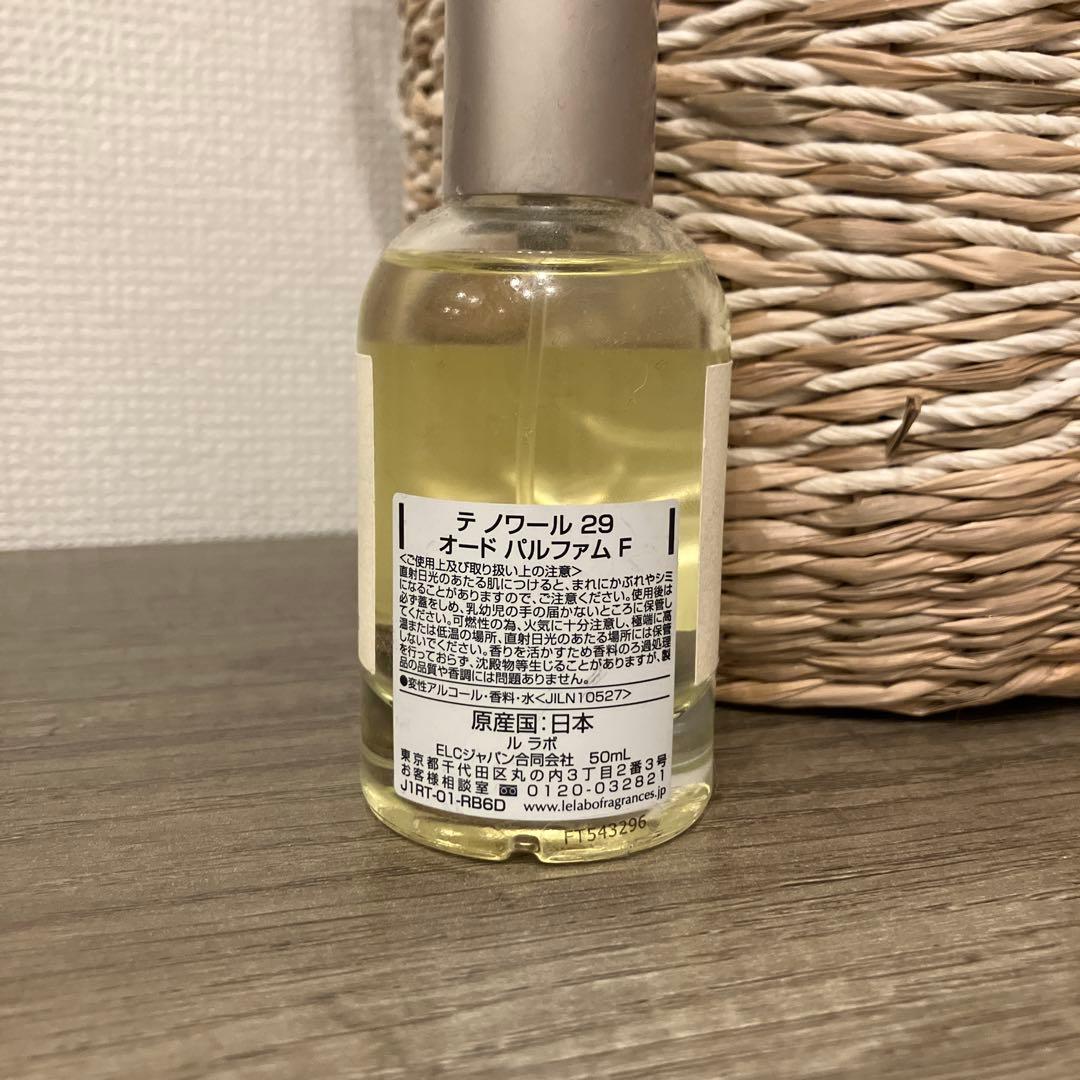 テ ノワール 29
オード パルファム F
<ご使用上及び取り扱い上の注意>
直射日光のあたる肌につけると、まれにかぶれやシミ
になることがありますので、ご注意ください。使用後は
必ず蓋をしめ、乳幼児の手の届かないところに保管し
てください。可燃性の為、火気に十分注意し、極端に高
温または低温の場所、直射日光のあたる場所には保管
しないでください。香りを活かすため香料のろ過処理
を行っておらず、沈殿物等生じることがありますが、製
品の品質や香調には問題ありません。
●変性アルコール・香料・水<JILN10527>
原産国:日本
ル ラボ
ELCジャパン合同会社 50mL
東京都千代田区丸の内3丁目2番3号
お客様相談室 0120-032821
J1RT-01-RB6D www.lelabofragrances.jp
FT543296